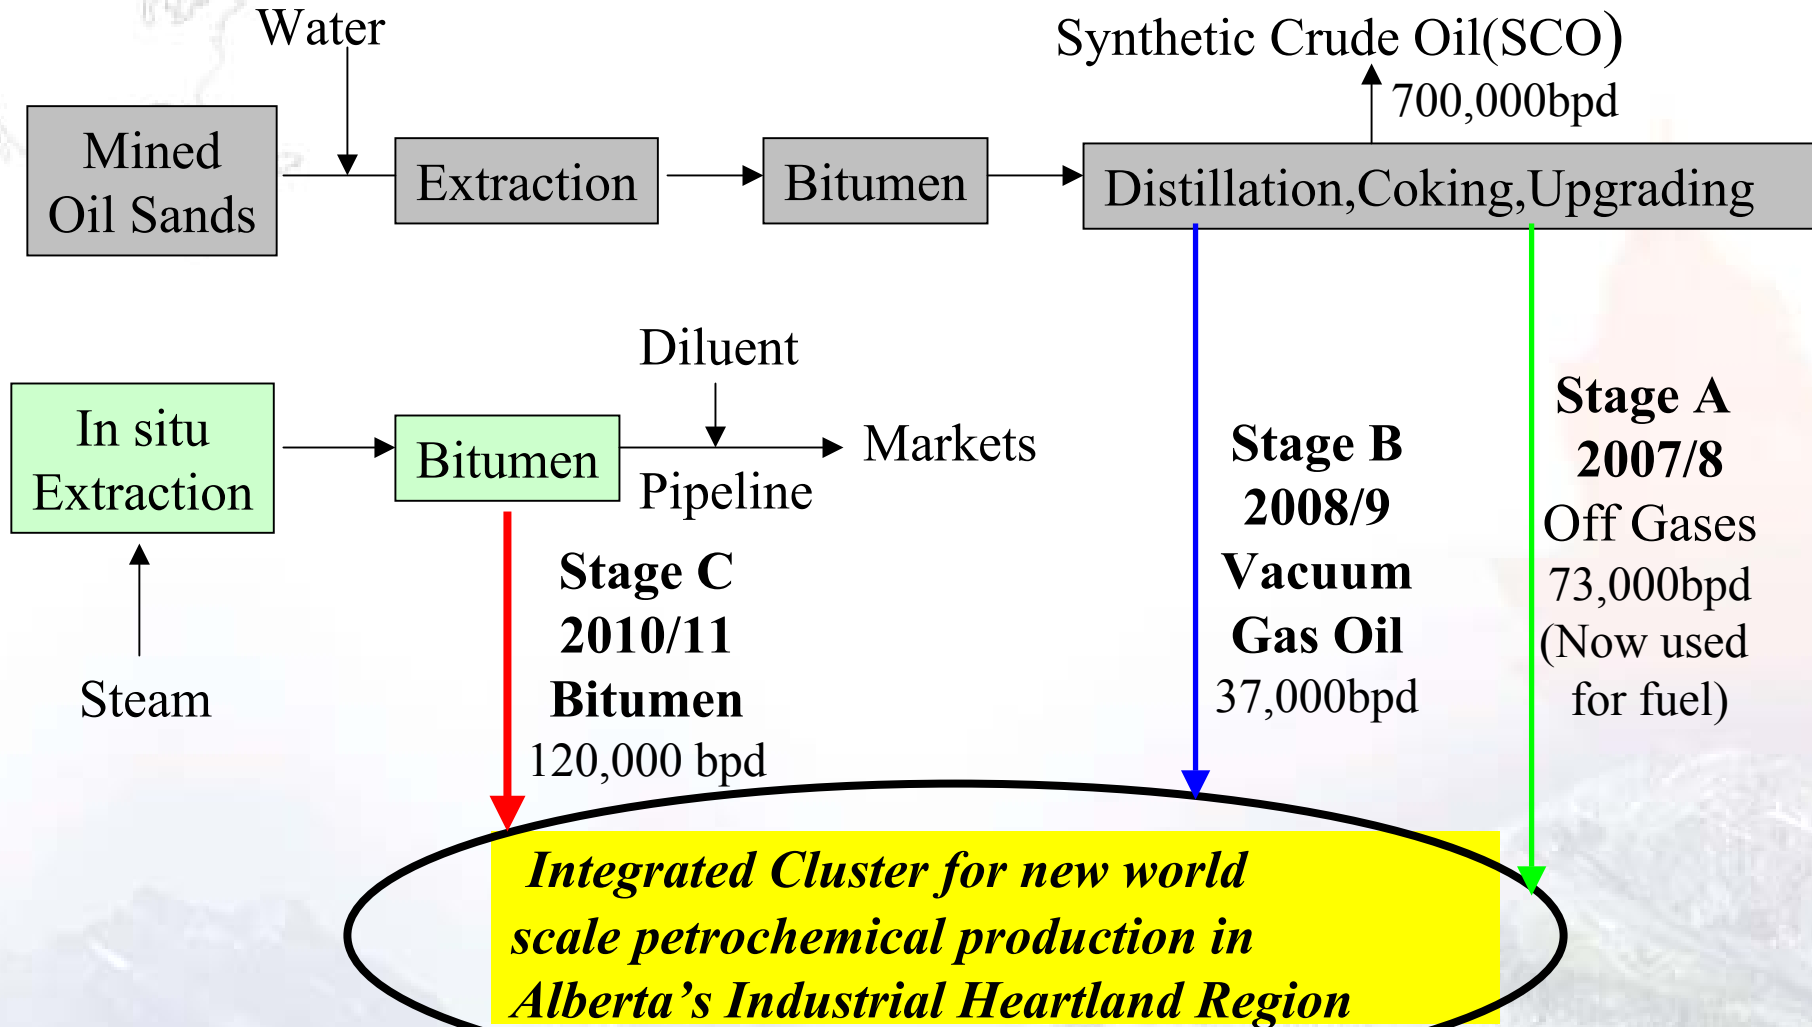 Water
Synthetic Crude Oil(SCO)
700,000bpd
Mined
Oil Sands
Extraction
Bitumen
Distillation,Coking,Upgrading
Diluent
In situ
Extraction
Bitumen
Markets
Pipeline
Steam
Stage C
2010/11
Bitumen
120,000 bpd
Stage B
2008/9
Vacuum
Gas Oil
37,000bpd
Stage A
2007/8
Off Gases
73,000bpd
(Now used
for fuel)
Integrated Cluster for new world
scale petrochemical production in
Alberta’s Industrial Heartland Region